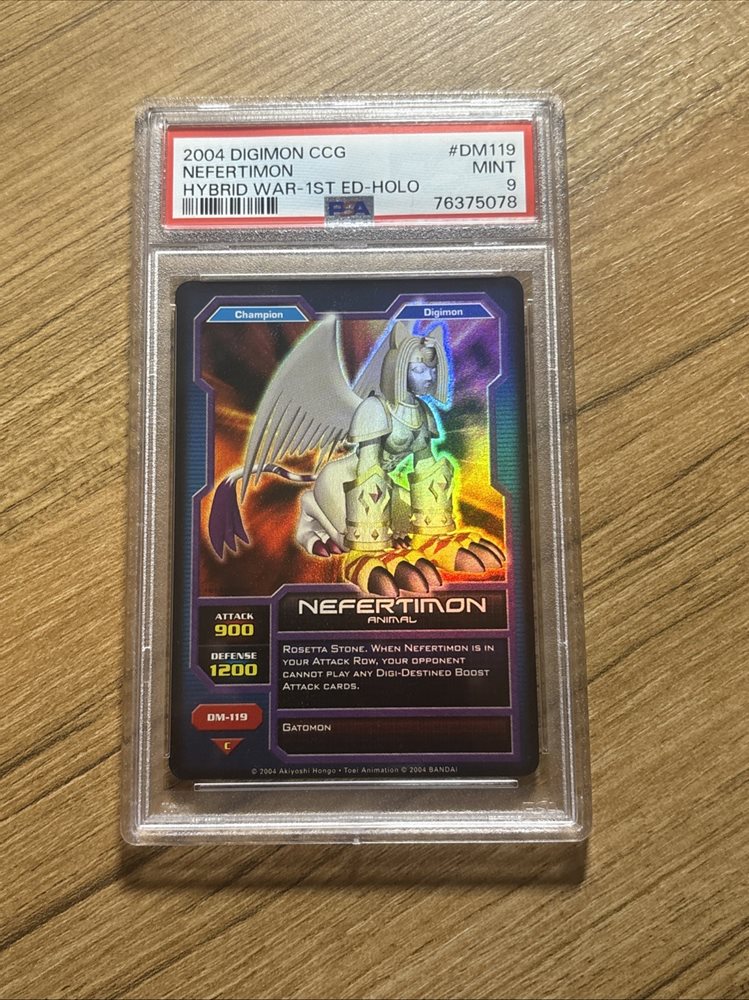 2004 DIGIMON CCG #DM119
NEFERTIMON MINT
HYBRID WAR-1ST ED-HOLO 9
PSA 76375078
Champion Digimon
NEFERTIMON
ANIMAL
ATTACK
900
DEFENSE
1200
ROSETTA STONE. WHEN NEFERTIMON IS IN
YOUR ATTACK ROW, YOUR OPPONENT
CANNOT PLAY ANY DIGI-DESTINED BOOST
ATTACK CARDS.
DM-119
C
GATOMON
© 2004 Akiyoshi Hongo • Toei Animation © 2004 BANDAI